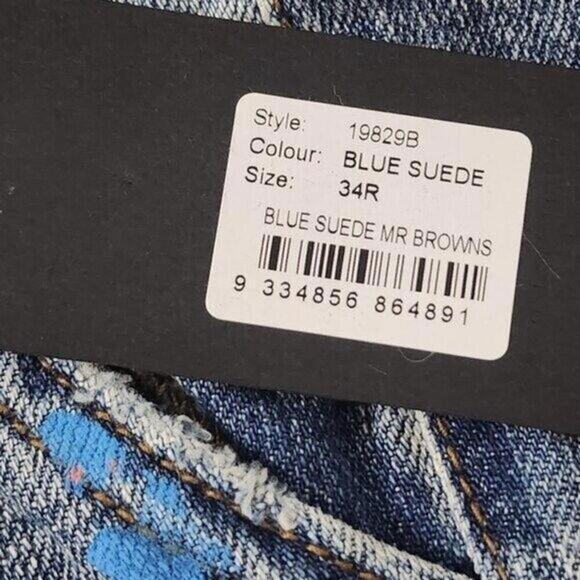 Style: 19829B
Colour: BLUE SUEDE
Size: 34R
BLUE SUEDE MR BROWNS
9 334856 864891